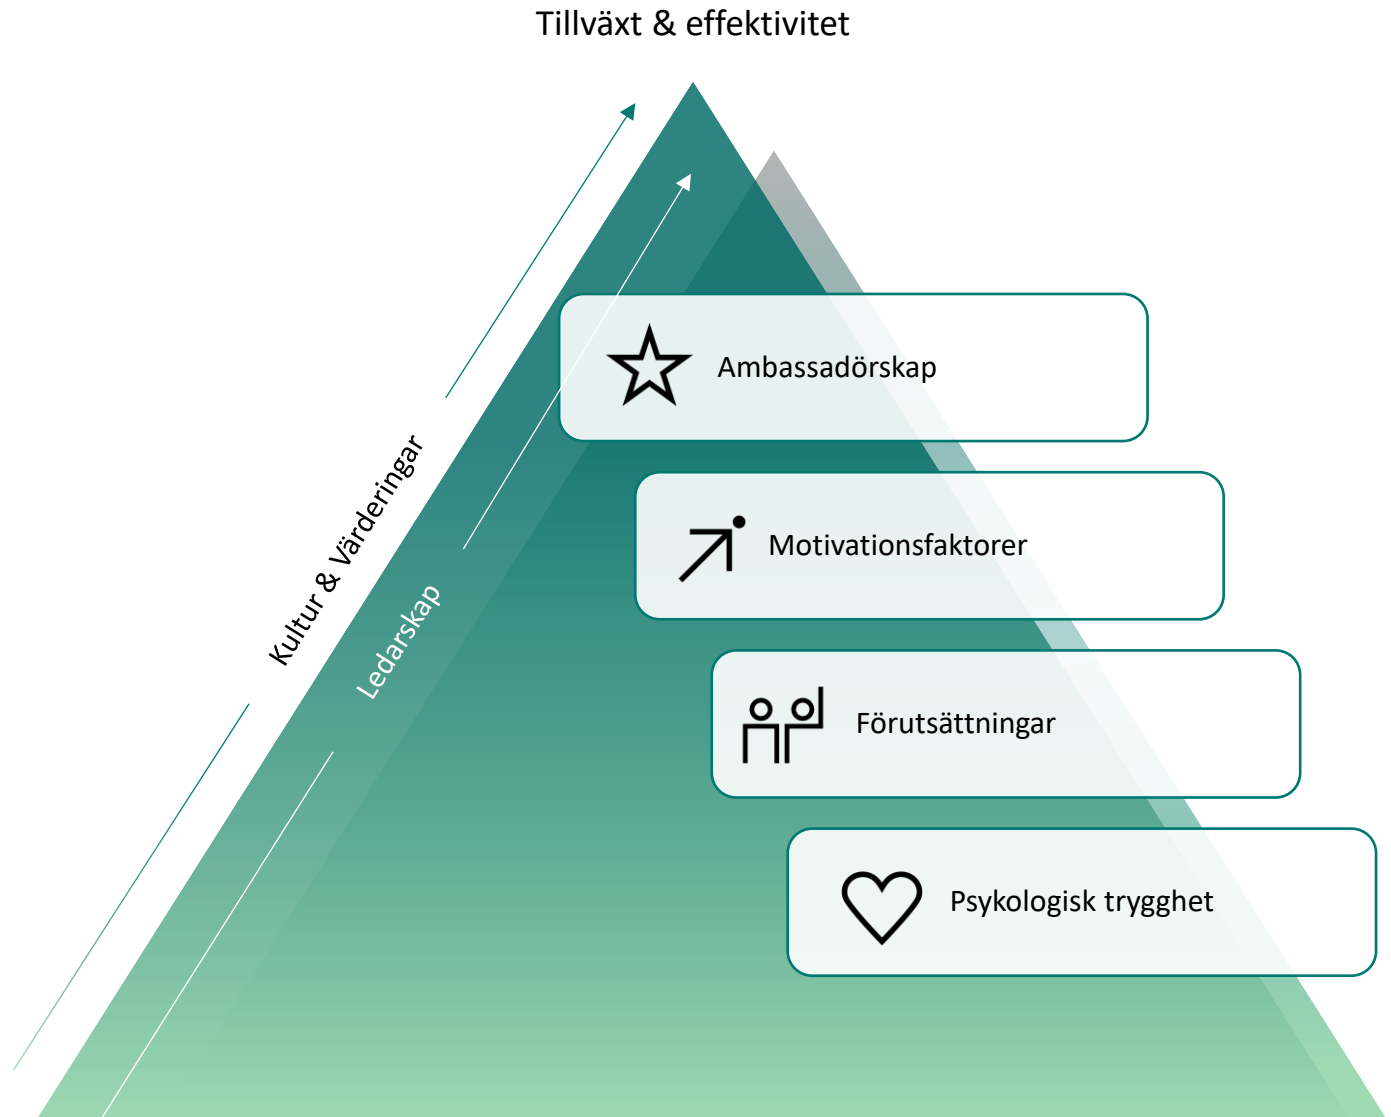 Tillväxt & effektivitet
Kultur & Värderingar
Ledarskap
Ambassadörskap
Motivationsfaktorer
Förutsättningar
Psykologisk trygghet